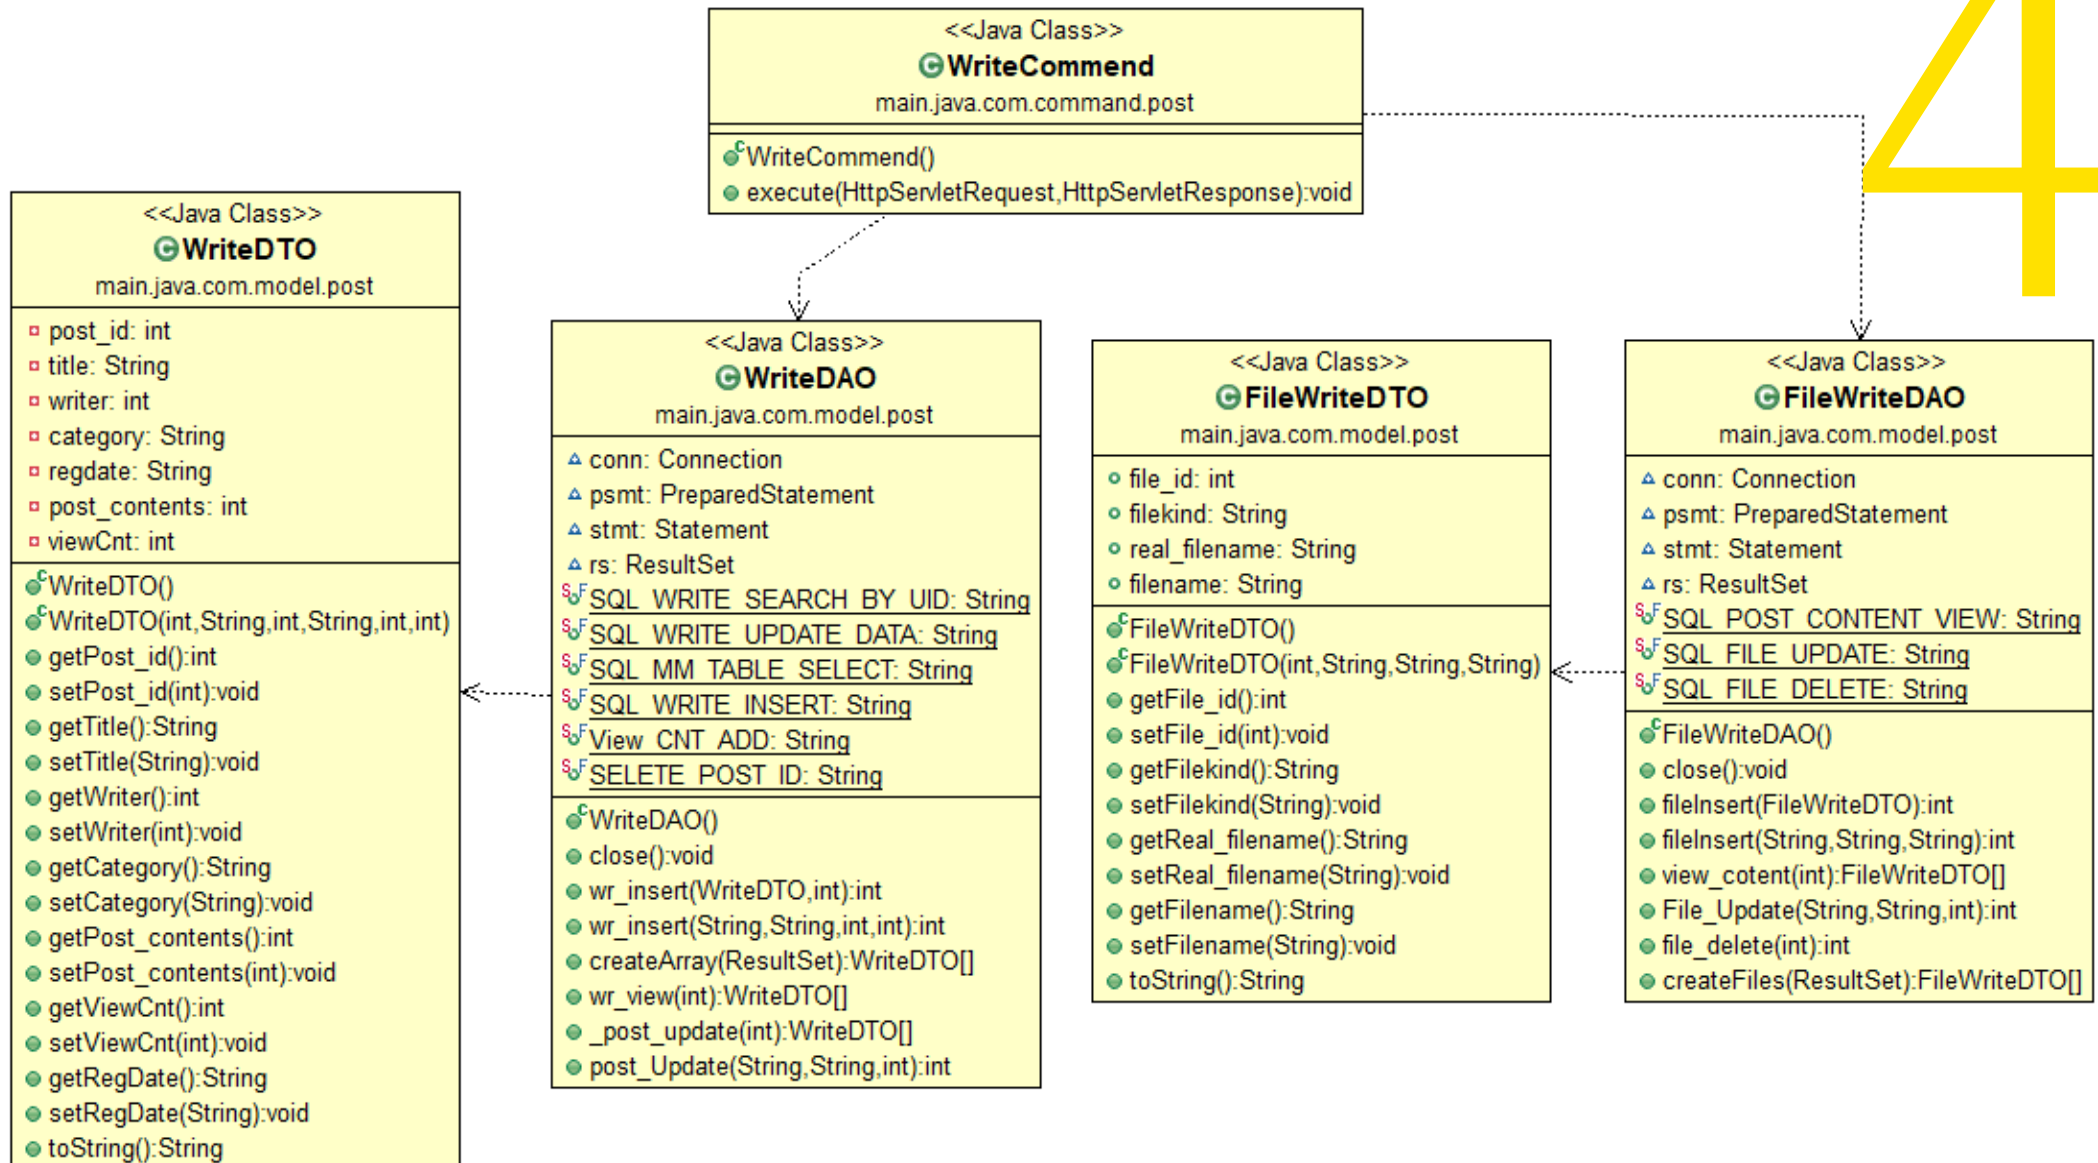 4
<<Java Class>>
WriteCommend
main.java.com.command.post
WriteCommend()
execute(HttpServletRequest,HttpServletResponse):void
<<Java Class>>
WriteDTO
main.java.com.model.post
post_id: int
title: String
writer: int
category: String
regdate: String
post_contents: int
viewCnt: int
WriteDTO()
WriteDTO(int,String,int,String,int,int)
getPost_id():int
setPost_id(int):void
getTitle():String
setTitle(String):void
getWriter():int
setWriter(int):void
getCategory():String
setCategory(String):void
getPost_contents():int
setPost_contents(int):void
getViewCnt():int
setViewCnt(int):void
getRegDate():String
setRegDate(String):void
toString():String
<<Java Class>>
WriteDAO
main.java.com.model.post
conn: Connection
psmt: PreparedStatement
stmt: Statement
rs: ResultSet
SQL_WRITE_SEARCH_BY_UID: String
SQL_WRITE_UPDATE_DATA: String
SQL_MM_TABLE_SELECT: String
SQL_WRITE_INSERT: String
View_CNT_ADD: String
SELETE_POST_ID: String
WriteDAO()
close():void
wr_insert(WriteDTO,int):int
wr_insert(String,String,int,int):int
createArray(ResultSet):WriteDTO[]
wr_view(int):WriteDTO[]
_post_update(int):WriteDTO[]
post_Update(String,String,int):int
<<Java Class>>
FileWriteDTO
main.java.com.model.post
file_id: int
filekind: String
real_filename: String
filename: String
FileWriteDTO()
FileWriteDTO(int,String,String,String)
getFile_id():int
setFile_id(int):void
getFilekind():String
setFilekind(String):void
getReal_filename():String
setReal_filename(String):void
getFilename():String
setFilename(String):void
toString():String
<<Java Class>>
FileWriteDAO
main.java.com.model.post
conn: Connection
psmt: PreparedStatement
stmt: Statement
rs: ResultSet
SQL_POST_CONTENT_VIEW: String
SQL_FILE_UPDATE: String
SQL_FILE_DELETE: String
FileWriteDAO()
close():void
fileInsert(FileWriteDTO):int
fileInsert(String,String,String):int
view_cotent(int):FileWriteDTO[]
File_Update(String,String,int):int
file_delete(int):int
createFiles(ResultSet):FileWriteDTO[]